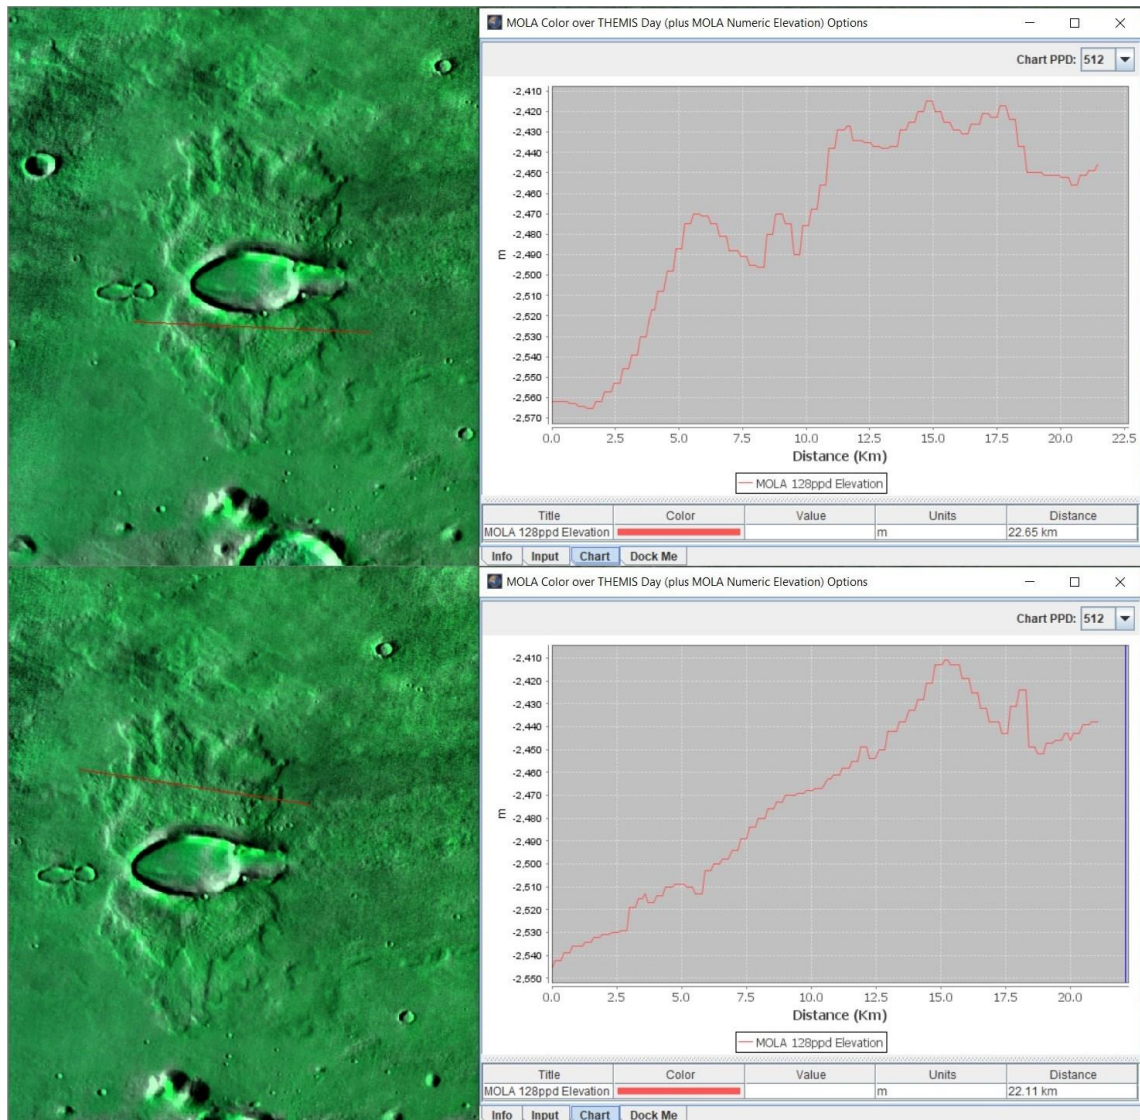 MOLA Color over THEMIS Day (plus MOLA Numeric Elevation) Options
Chart PPD: 512
-2,410
-2,420
-2,430
-2,440
-2,450
-2,460
-2,470
-2,480
-2,490
-2,500
-2,510
-2,520
-2,530
-2,540
-2,550
-2,560
-2,570
m
0.0 2.5 5.0 7.5 10.0 12.5 15.0 17.5 20.0 22.5
Distance (Km)
MOLA 128ppd Elevation
Title Color Value Units Distance
MOLA 128ppd Elevation m 22.65 km
Info Input Chart Dock Me
MOLA Color over THEMIS Day (plus MOLA Numeric Elevation) Options
Chart PPD: 512
-2,410
-2,420
-2,430
-2,440
-2,450
-2,460
-2,470
-2,480
-2,490
-2,500
-2,510
-2,520
-2,530
-2,540
-2,550
m
0.0 2.5 5.0 7.5 10.0 12.5 15.0 17.5 20.0
Distance (Km)
MOLA 128ppd Elevation
Title Color Value Units Distance
MOLA 128ppd Elevation m 22.11 km
Info Input Chart Dock Me